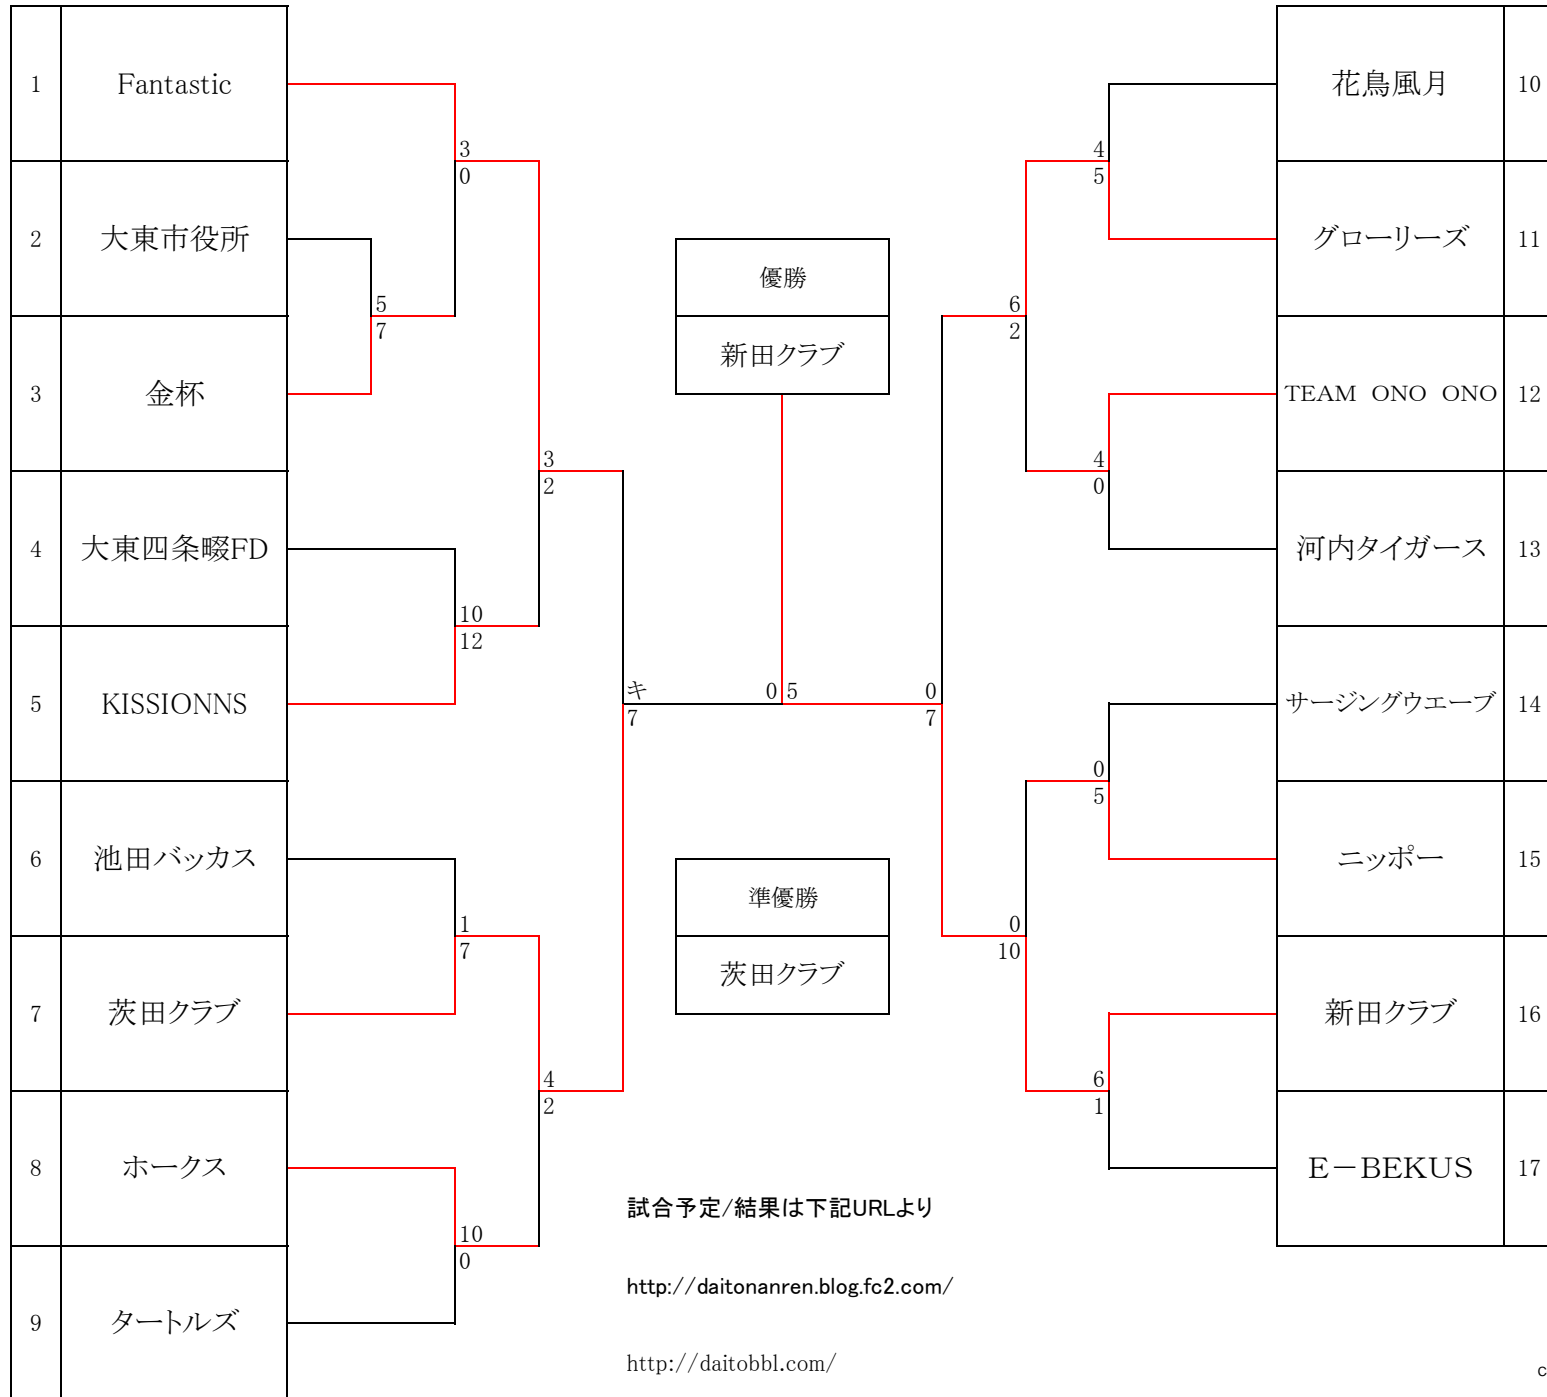 1 Fantastic
2 大東市役所
3 金杯
4 大東四条畷FD
5 KISSIONNS
6 池田バッカス
7 茨田クラブ
8 ホークス
9 タートルズ
3
0
5
7
3
2
10
12
1
7
4
2
10
0
キ
7
0 5
優勝
新田クラブ
準優勝
茨田クラブ
試合予定/結果は下記URLより
http://daitonanren.blog.fc2.com/
http://daitobbl.com/
4
5
6
2
4
0
0
7
0
5
0
10
6
1
花鳥風月 10
グローリーズ 11
TEAM ONO ONO 12
河内タイガース 13
サージングウエーブ 14
ニッポー 15
新田クラブ 16
E－BEKUS 17
c